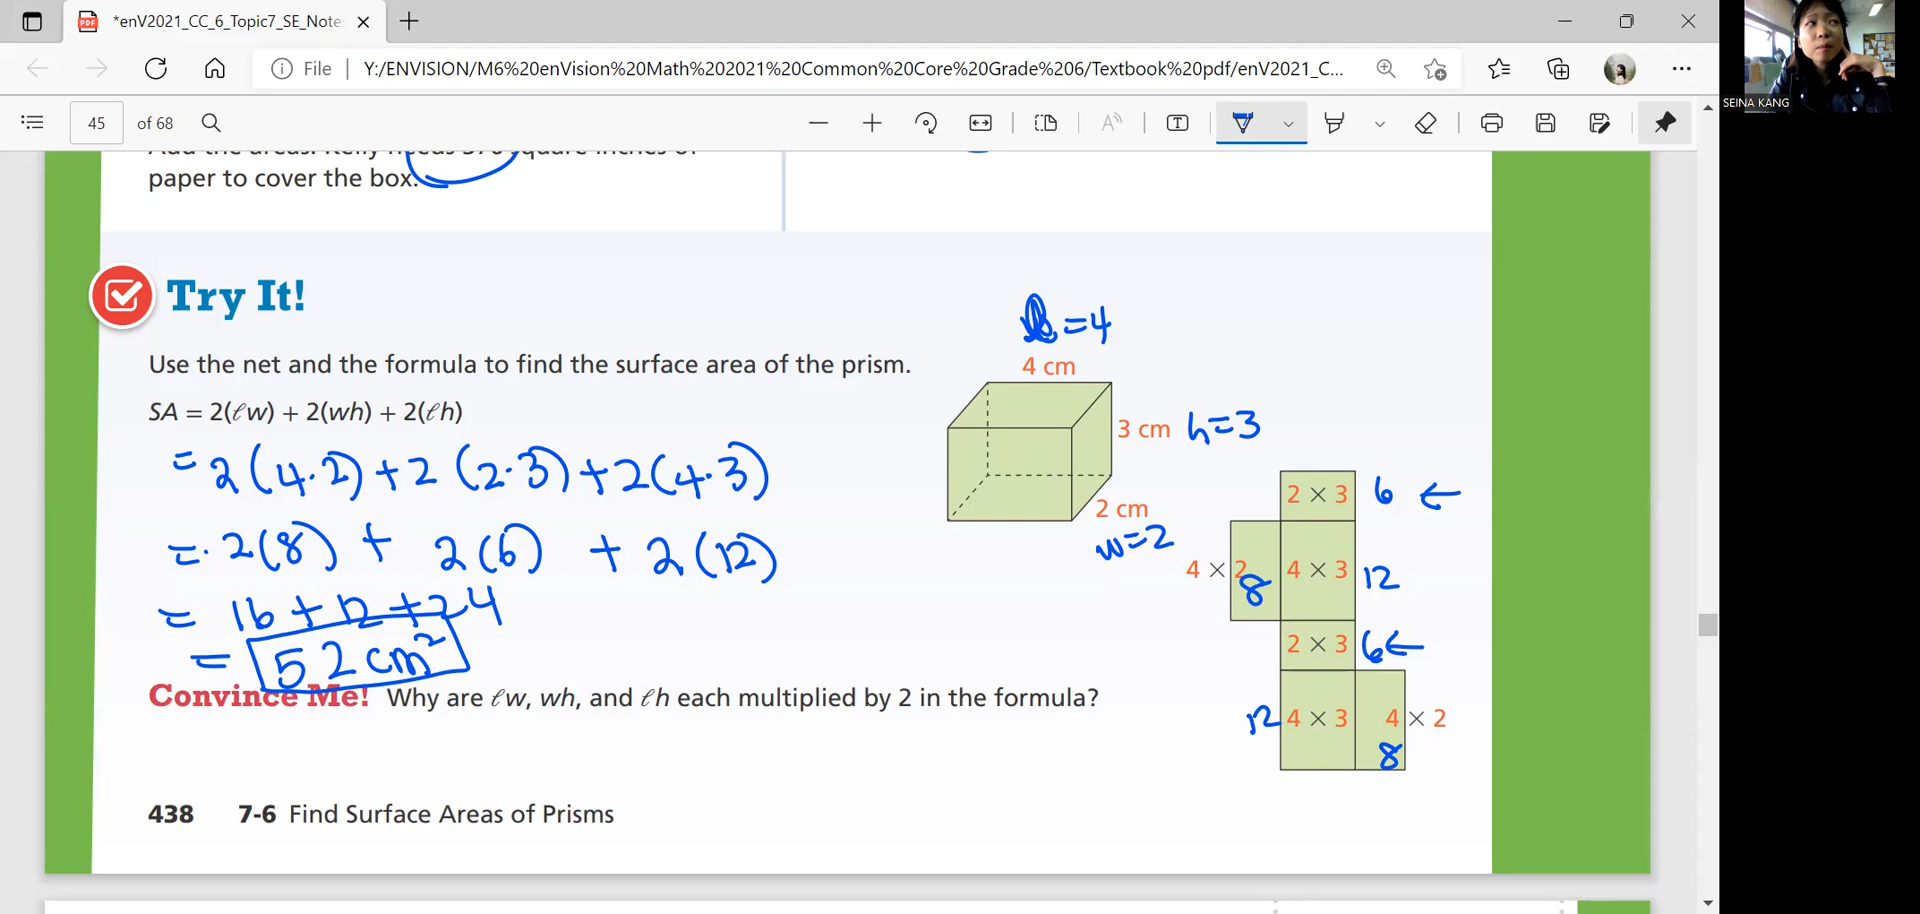 *enV2021_CC_6_Topic7_SE_Note
File
Y:/ENVISION/M6%20enVision%20Math%202021%20Common%20Core%20Grade%206/Textbook%20pdf/enV2021_C...
45 of 68
SEINA KANG
paper to cover the box.
Try It!
Use the net and the formula to find the surface area of the prism.
SA = 2(ℓw) + 2(wh) + 2(ℓh)
= 2(4·2) + 2(2·3) + 2(4·3)
= 2(8) + 2(6) + 2(12)
= 16 + 12 + 24
= 52 cm²
ℓ = 4
4 cm
3 cm h = 3
2 cm
w = 2
2 × 3 6 ←
4 × 2 8 4 × 3 12
2 × 3 6 ←
12 4 × 3 4 × 2
8
Convince Me! Why are ℓw, wh, and ℓh each multiplied by 2 in the formula?
438 7-6 Find Surface Areas of Prisms